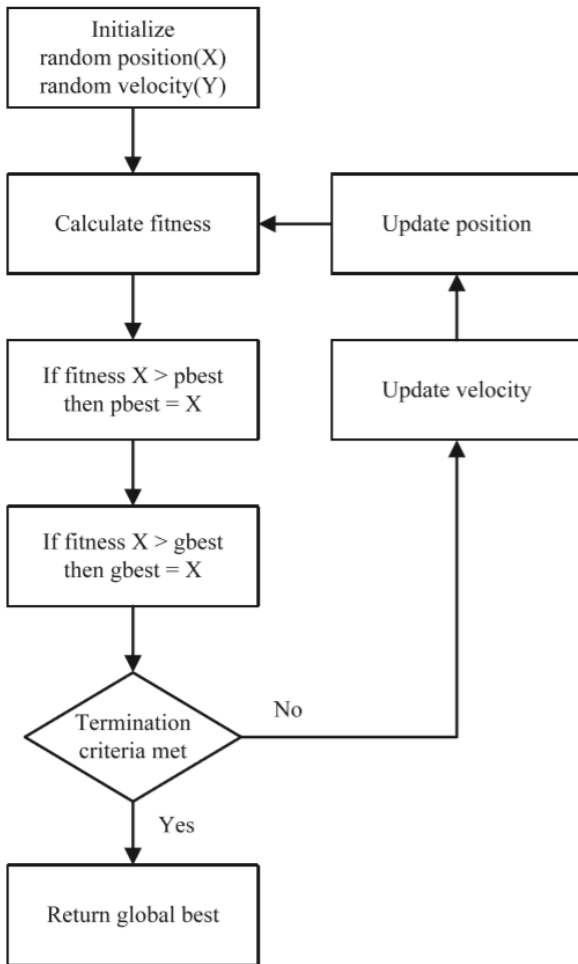 Initialize
random position(X)
random velocity(Y)
Calculate fitness
Update position
If fitness X > pbest
then pbest = X
Update velocity
If fitness X > gbest
then gbest = X
Termination
criteria met
No
Yes
Return global best